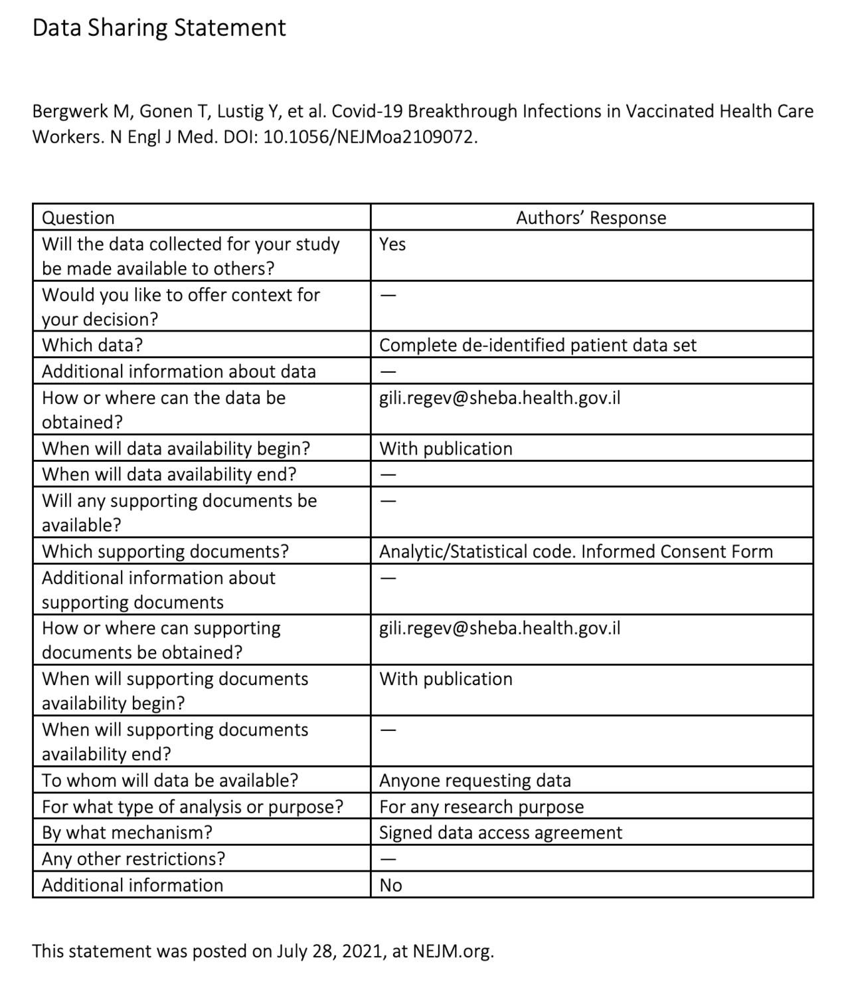 Data Sharing Statement
Bergwerk M, Gonen T, Lustig Y, et al. Covid-19 Breakthrough Infections in Vaccinated Health Care
Workers. N Engl J Med. DOI: 10.1056/NEJMoa2109072.
Question
Authors’ Response
Will the data collected for your study
be made available to others?
Yes
Would you like to offer context for
your decision?
—
Which data?
Complete de-identified patient data set
Additional information about data
—
How or where can the data be
obtained?
gili.regev@sheba.health.gov.il
When will data availability begin?
With publication
When will data availability end?
—
Will any supporting documents be
available?
—
Which supporting documents?
Analytic/Statistical code. Informed Consent Form
Additional information about
supporting documents
—
How or where can supporting
documents be obtained?
gili.regev@sheba.health.gov.il
When will supporting documents
availability begin?
With publication
When will supporting documents
availability end?
—
To whom will data be available?
Anyone requesting data
For what type of analysis or purpose?
For any research purpose
By what mechanism?
Signed data access agreement
Any other restrictions?
—
Additional information
No
This statement was posted on July 28, 2021, at NEJM.org.